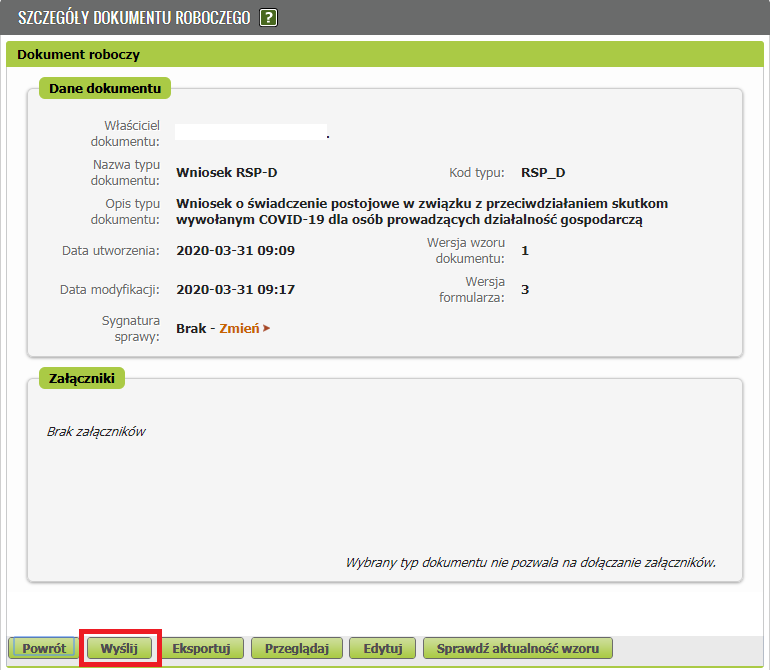 SZCZEGÓŁY DOKUMENTU ROBOCZEGO ?
Dokument roboczy
Dane dokumentu
Właściciel
dokumentu:
.
Nazwa typu
dokumentu:
Wniosek RSP-D
Kod typu:
RSP_D
Opis typu
dokumentu:
Wniosek o świadczenie postojowe w związku z przeciwdziałaniem skutkom
wywołanym COVID-19 dla osób prowadzących działalność gospodarczą
Data utworzenia:
2020-03-31 09:09
Wersja wzoru
dokumentu:
1
Data modyfikacji:
2020-03-31 09:17
Wersja
formularza:
3
Sygnatura
sprawy:
Brak - Zmień
Załączniki
Brak załączników
Wybrany typ dokumentu nie pozwala na dołączanie załączników.
Powrót
Wyślij
Eksportuj
Przeglądaj
Edytuj
Sprawdź aktualność wzoru